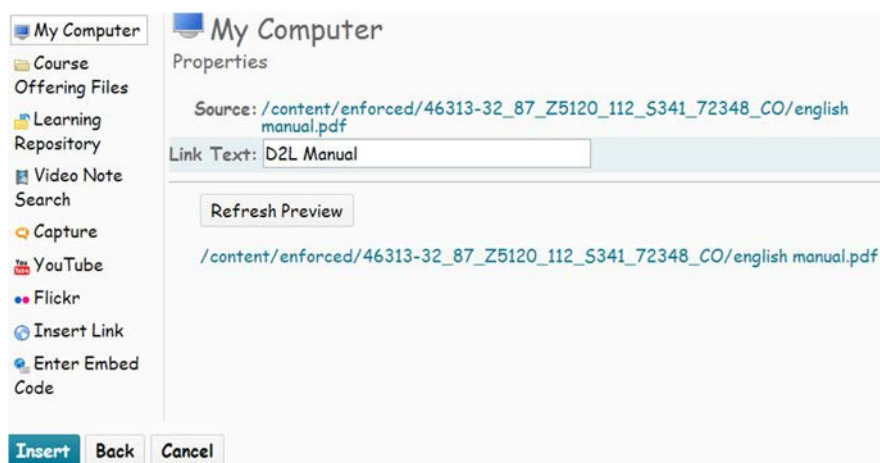 My Computer
Course
Offering Files
Learning
Repository
Video Note
Search
Capture
YouTube
Flickr
Insert Link
Enter Embed
Code
My Computer
Properties
Source: /content/enforced/46313-32_87_Z5120_112_S341_72348_CO/english
manual.pdf
Link Text: D2L Manual
Refresh Preview
/content/enforced/46313-32_87_Z5120_112_S341_72348_CO/english manual.pdf
Insert Back Cancel